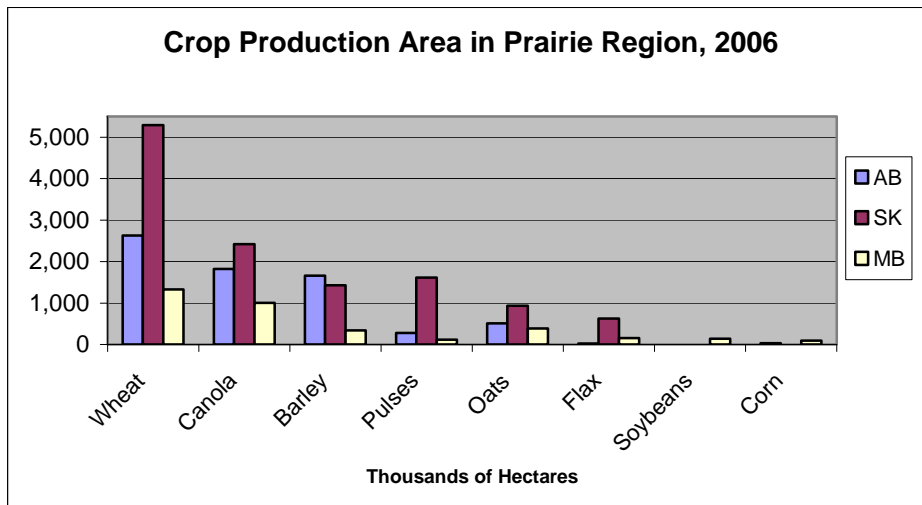 Crop Production Area in Prairie Region, 2006
5,000
4,000
3,000
2,000
1,000
0
AB
SK
MB
Wheat
Canola
Barley
Pulses
Oats
Flax
Soybeans
Corn
Thousands of Hectares